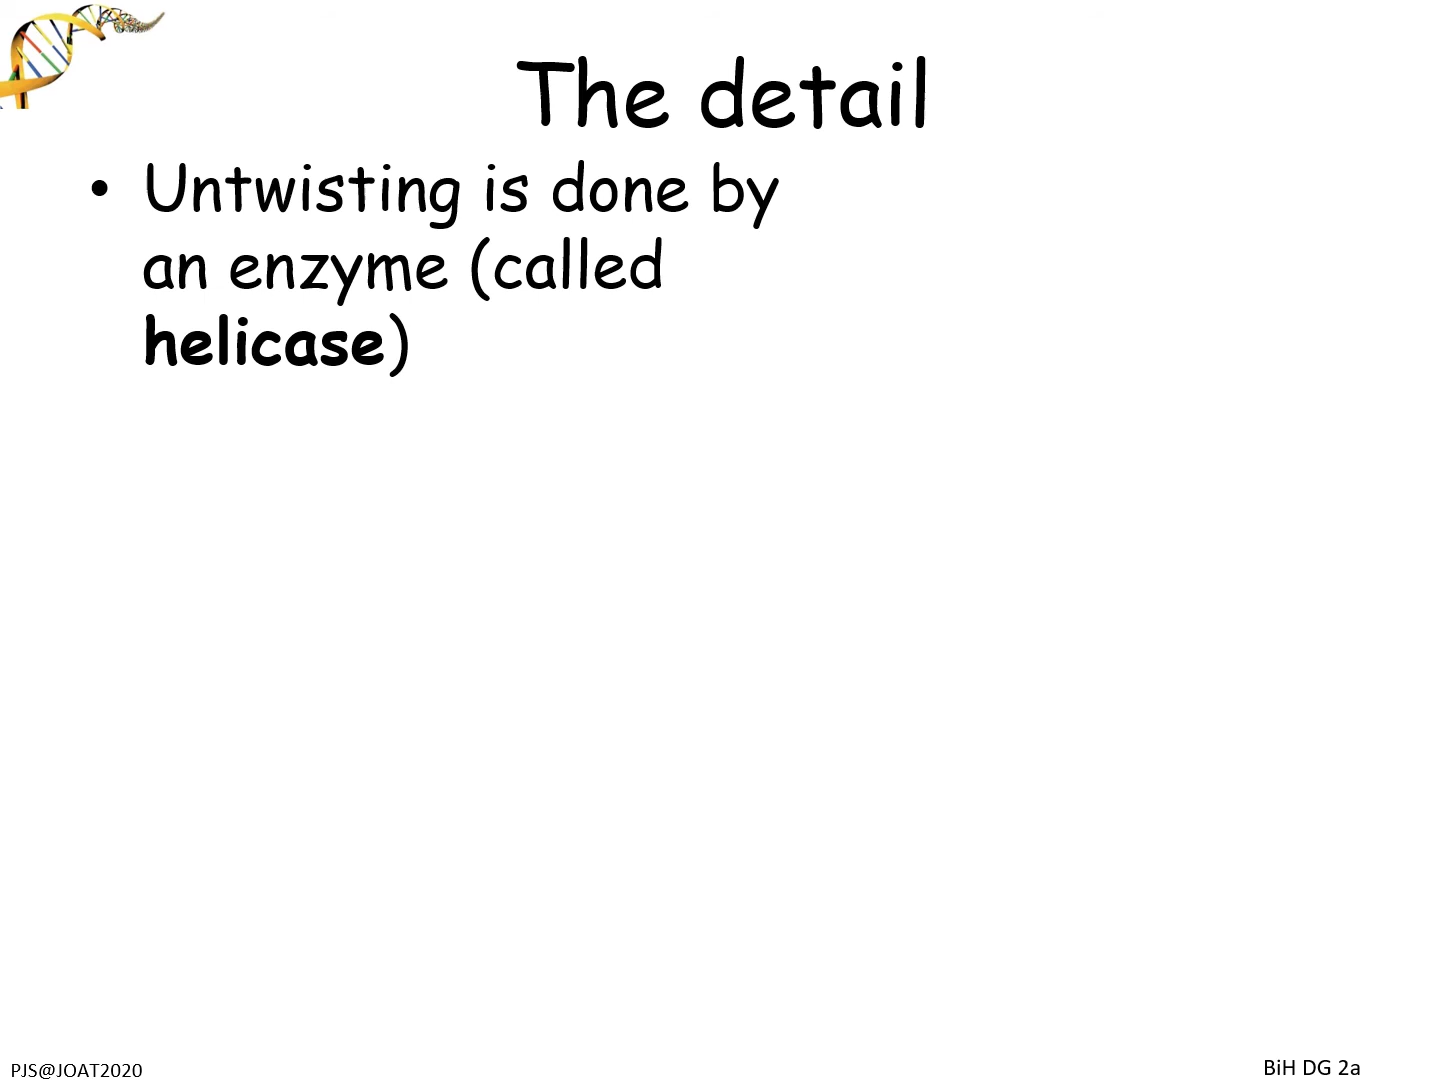 The detail
• Untwisting is done by
an enzyme (called
helicase)
PJS@JOAT2020
BiH DG 2a